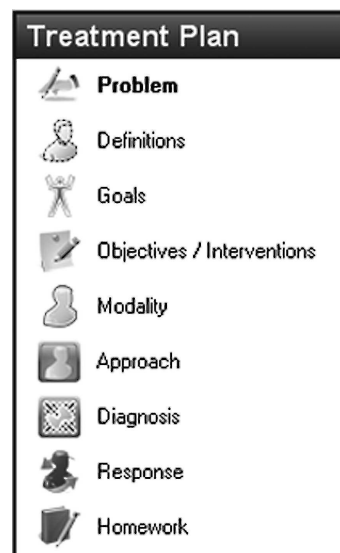 Treatment Plan
Problem
Definitions
Goals
Objectives / Interventions
Modality
Approach
Diagnosis
Response
Homework